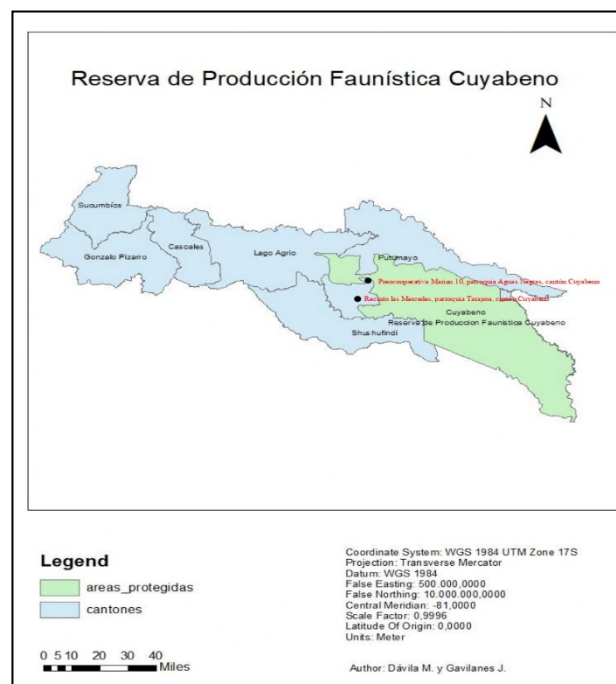 Reserva de Producción Faunística Cuyabeno
N
Sucumbíos
Gonzalo Pizarro
Cascales
Lago Agrio
Putumayo
Precooperativa Marian 10, parroquia Aguas Negras, cantón Cuyabeno
Recinto las Mercedes, parroquia Tarapoa, cantón Cuyabeno
Cuyabeno
Reserva de Produccion Faunística Cuyabeno
Shushufindi
Legend
areas_protegidas
cantones
0 5 10 20 30 40
Miles
Coordinate System: WGS 1984 UTM Zone 17S
Projection: Transverse Mercator
Datum: WGS 1984
False Easting: 500.000,0000
False Northing: 10.000.000,0000
Central Meridian: -81,0000
Scale Factor: 0,9996
Latitude Of Origin: 0,0000
Units: Meter
Author: Dávila M. y Gavilanes J.